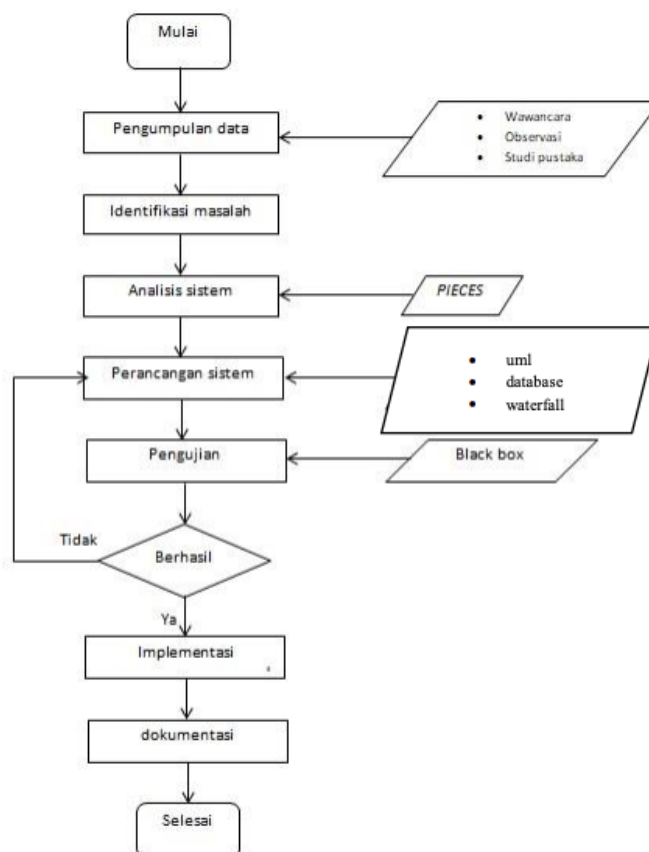 Mulai
Pengumpulan data
• Wawancara
• Observasi
• Studi pustaka
Identifikasi masalah
Analisis sistem
PIECES
Perancangan sistem
• uml
• database
• waterfall
Pengujian
Black box
Tidak
Berhasil
Ya
Implementasi
dokumentasi
Selesai